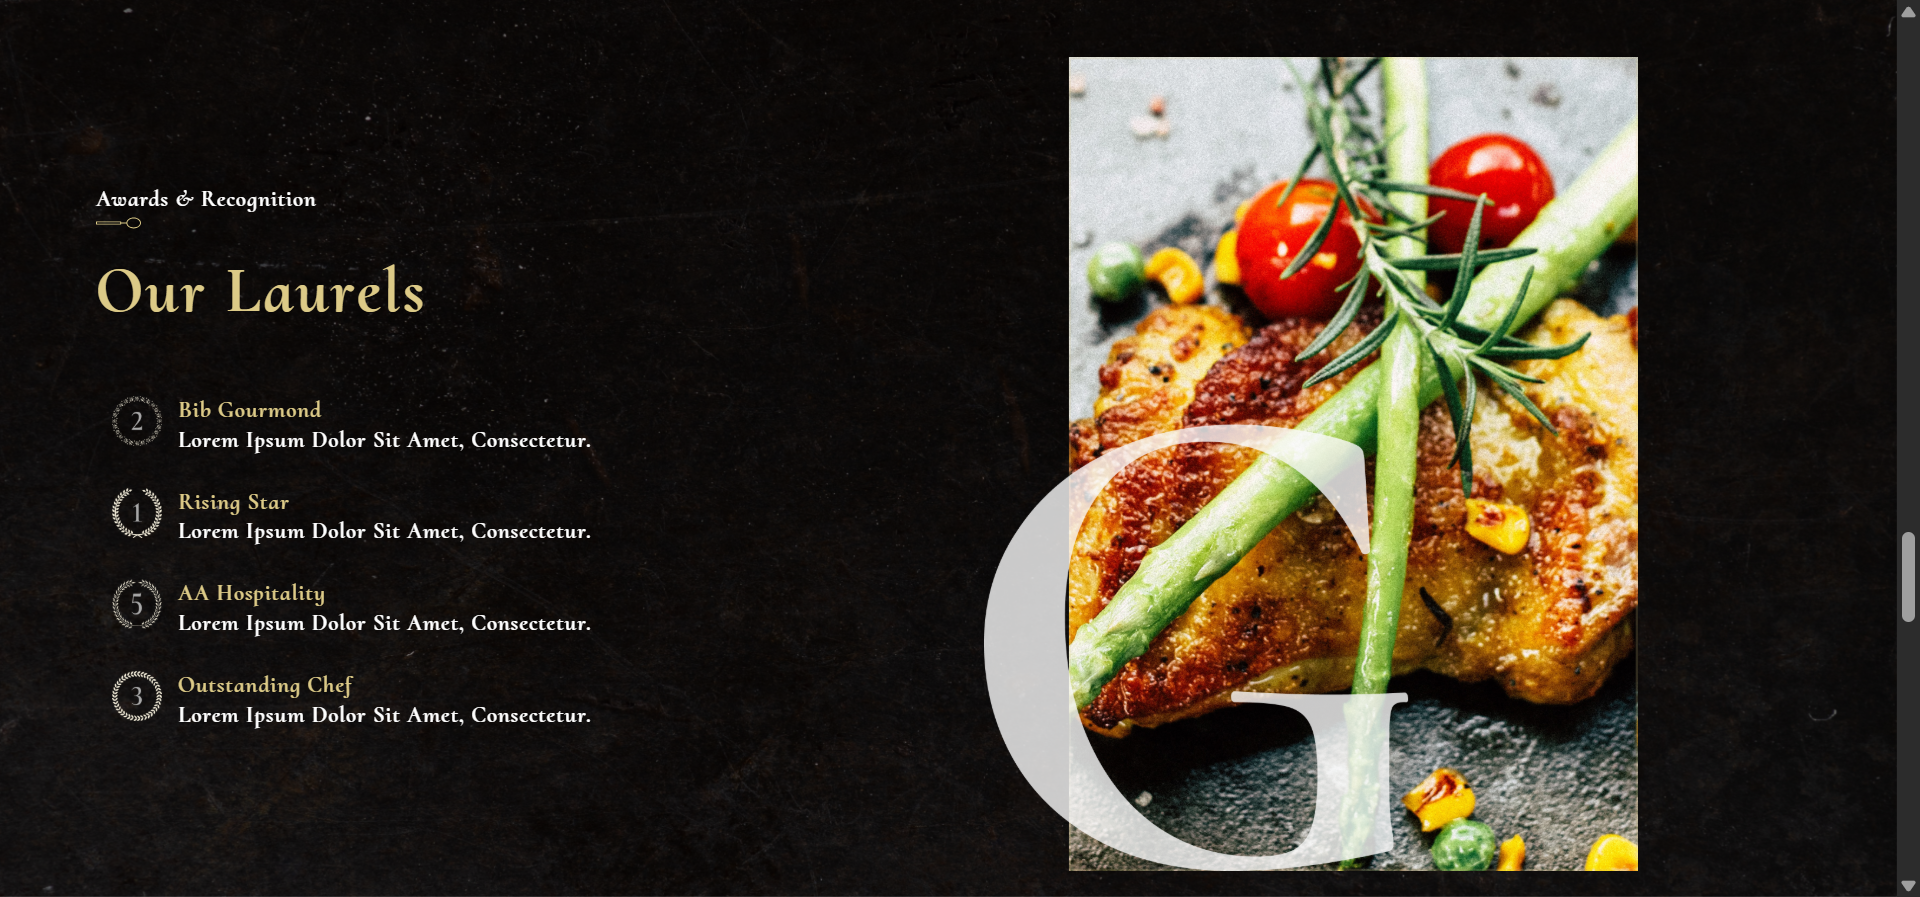 Awards & Recognition
Our Laurels
2
Bib Gourmond
Lorem Ipsum Dolor Sit Amet, Consectetur.
1
Rising Star
Lorem Ipsum Dolor Sit Amet, Consectetur.
5
AA Hospitality
Lorem Ipsum Dolor Sit Amet, Consectetur.
3
Outstanding Chef
Lorem Ipsum Dolor Sit Amet, Consectetur.
G